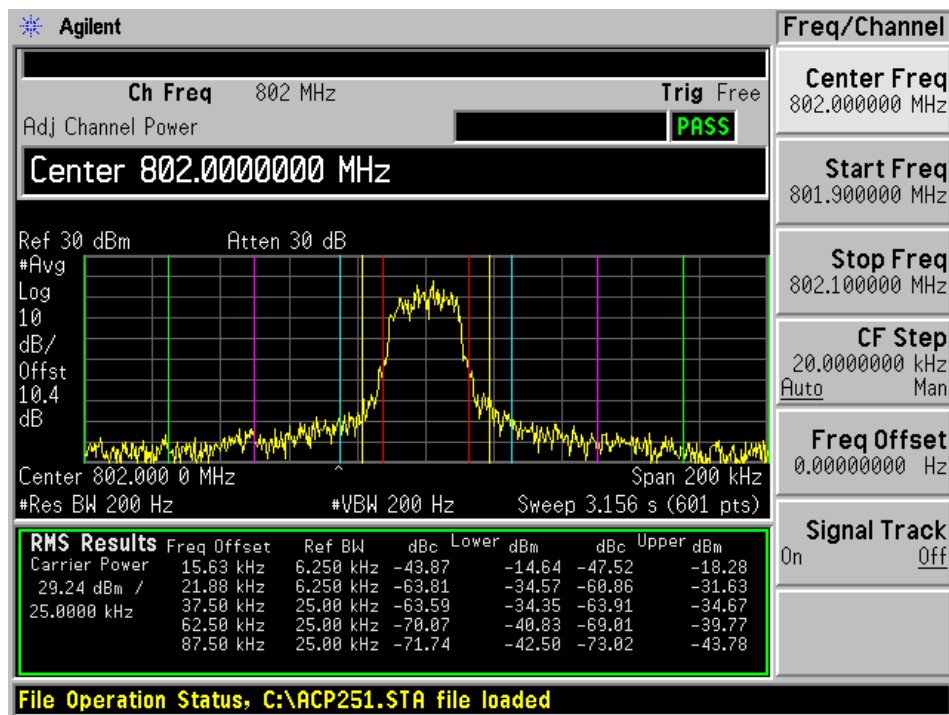 Agilent
Ch Freq 802 MHz Trig Free
Adj Channel Power PASS
Center 802.0000000 MHz
Ref 30 dBm Atten 30 dB
#Avg
Log
10
dB/
Offst
10.4
dB
Center 802.000 0 MHz Span 200 kHz
#Res BW 200 Hz #VBW 200 Hz Sweep 3.156 s (601 pts)
RMS Results Freq Offset Ref BW dBc Lower dBm dBc Upper dBm
Carrier Power 15.63 kHz 6.250 kHz -43.87 -14.64 -47.52 -18.28
29.24 dBm / 21.88 kHz 6.250 kHz -63.81 -34.57 -60.86 -31.63
25.0000 kHz 37.50 kHz 25.00 kHz -63.59 -34.35 -63.91 -34.67
62.50 kHz 25.00 kHz -70.07 -40.83 -69.01 -39.77
87.50 kHz 25.00 kHz -71.74 -42.50 -73.02 -43.78
File Operation Status, C:\ACP251.STA file loaded
Freq/Channel
Center Freq
802.000000 MHz
Start Freq
801.900000 MHz
Stop Freq
802.100000 MHz
CF Step
20.0000000 kHz
Auto Man
Freq Offset
0.00000000 Hz
Signal Track
On Off